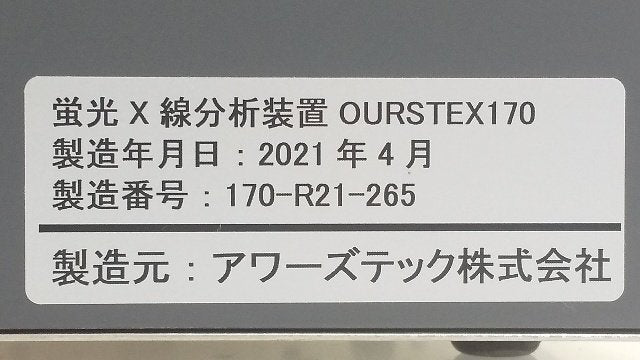 蛍光 X 線分析装置 OURSTEX170
製造年月日：2021 年 4 月
製造番号：170-R21-265
製造元：アワーズテック株式会社